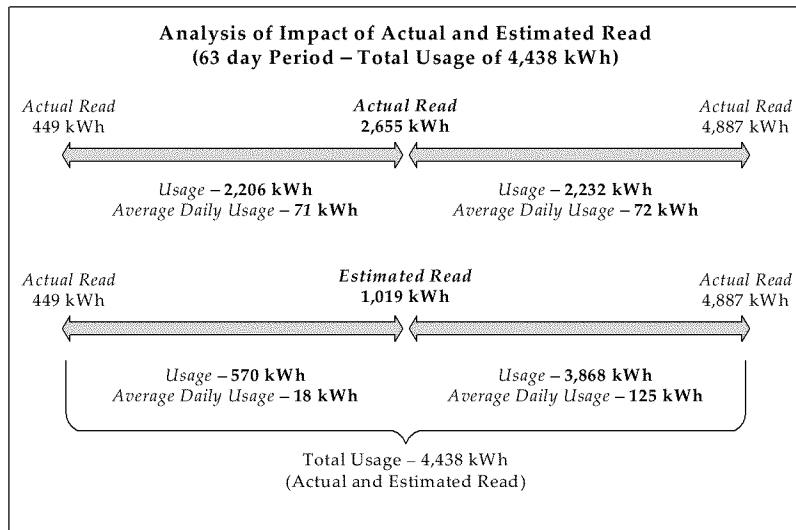 Analysis of Impact of Actual and Estimated Read
(63 day Period – Total Usage of 4,438 kWh)
Actual Read
449 kWh
Actual Read
2,655 kWh
Actual Read
4,887 kWh
Usage – 2,206 kWh
Average Daily Usage – 71 kWh
Usage – 2,232 kWh
Average Daily Usage – 72 kWh
Actual Read
449 kWh
Estimated Read
1,019 kWh
Actual Read
4,887 kWh
Usage – 570 kWh
Average Daily Usage – 18 kWh
Usage – 3,868 kWh
Average Daily Usage – 125 kWh
Total Usage – 4,438 kWh
(Actual and Estimated Read)